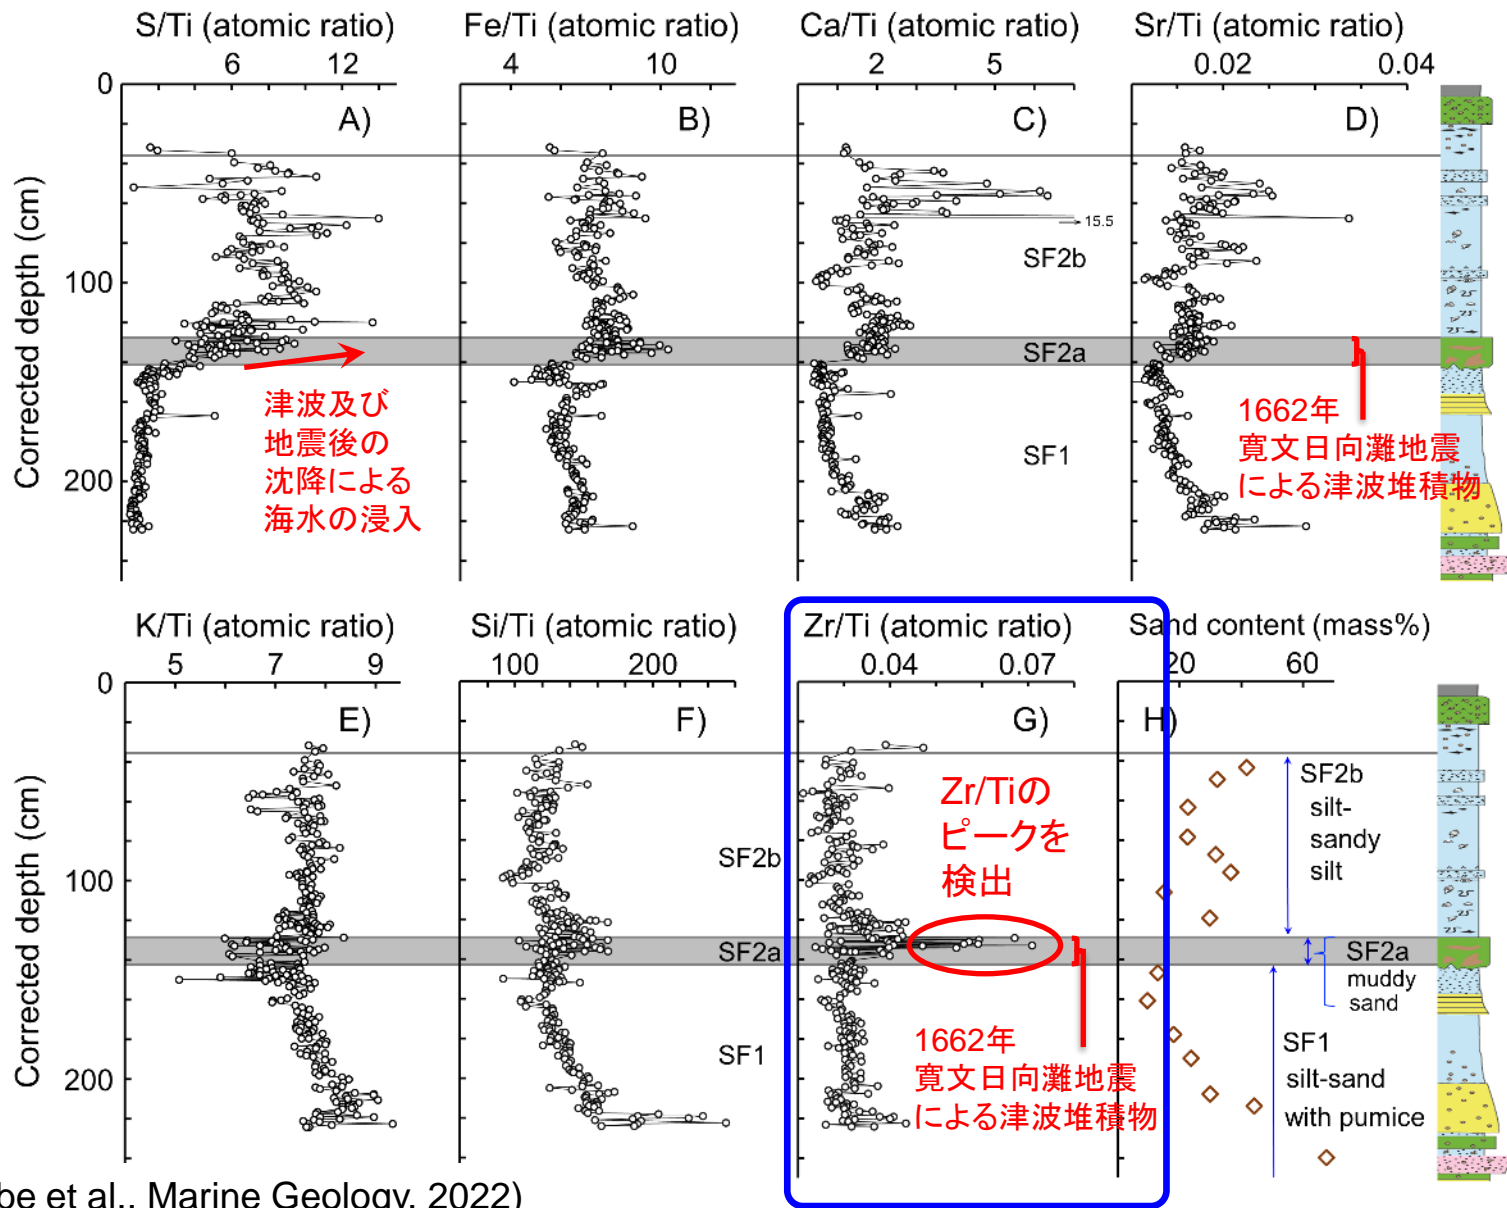 S/Ti (atomic ratio)
Fe/Ti (atomic ratio)
Ca/Ti (atomic ratio)
Sr/Ti (atomic ratio)
6 12
4 10
2 5
0.02 0.04
0
100
200
Corrected depth (cm)
A)
B)
C)
D)
15.5
SF2b
SF2a
SF1
津波及び
地震後の
沈降による
海水の浸入
1662年
寛文日向灘地震
による津波堆積物
K/Ti (atomic ratio)
Si/Ti (atomic ratio)
Zr/Ti (atomic ratio)
Sand content (mass%)
5 7 9
100 200
0.04 0.07
20 60
0
100
200
Corrected depth (cm)
E)
F)
G)
H)
SF2b
SF2a
SF1
Zr/Tiの
ピークを
検出
1662年
寛文日向灘地震
による津波堆積物
SF2b
silt-
sandy
silt
SF2a
muddy
sand
SF1
silt-sand
with pumice
be et al., Marine Geology, 2022)